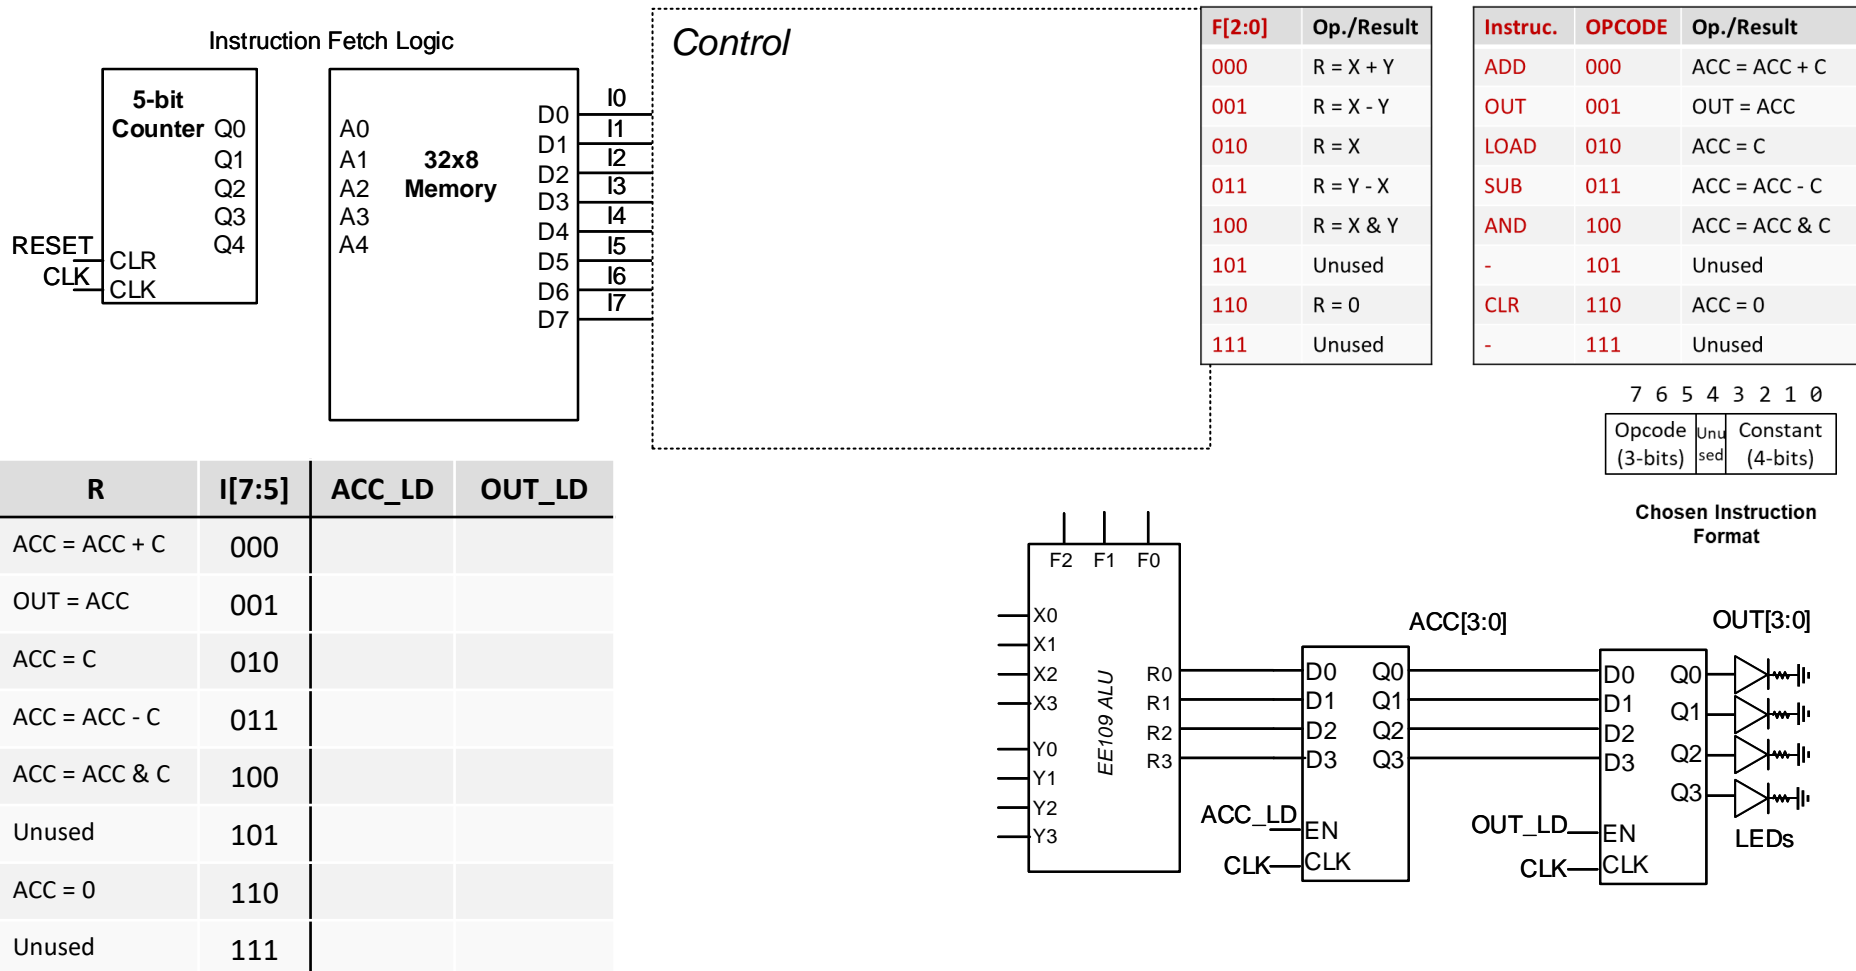 Instruction Fetch Logic
5-bit
Counter
Q0
Q1
Q2
Q3
Q4
RESET
CLK
CLR
CLK
A0
A1
A2
A3
A4
32x8
Memory
D0
D1
D2
D3
D4
D5
D6
D7
I0
I1
I2
I3
I4
I5
I6
I7
Control
F[2:0] Op./Result
000 R = X + Y
001 R = X - Y
010 R = X
011 R = Y - X
100 R = X & Y
101 Unused
110 R = 0
111 Unused
Instruc. OPCODE Op./Result
ADD 000 ACC = ACC + C
OUT 001 OUT = ACC
LOAD 010 ACC = C
SUB 011 ACC = ACC - C
AND 100 ACC = ACC & C
- 101 Unused
CLR 110 ACC = 0
- 111 Unused
7 6 5 4 3 2 1 0
Opcode
(3-bits)
Unu
sed
Constant
(4-bits)
Chosen Instruction
Format
R I[7:5] ACC_LD OUT_LD
ACC = ACC + C 000
OUT = ACC 001
ACC = C 010
ACC = ACC - C 011
ACC = ACC & C 100
Unused 101
ACC = 0 110
Unused 111
F2 F1 F0
X0
X1
X2
X3
Y0
Y1
Y2
Y3
EE109 ALU
R0
R1
R2
R3
ACC[3:0]
D0 Q0
D1 Q1
D2 Q2
D3 Q3
ACC_LD
EN
CLK
CLK
OUT[3:0]
D0 Q0
D1 Q1
D2 Q2
D3 Q3
OUT_LD
EN
CLK
CLK
LEDs